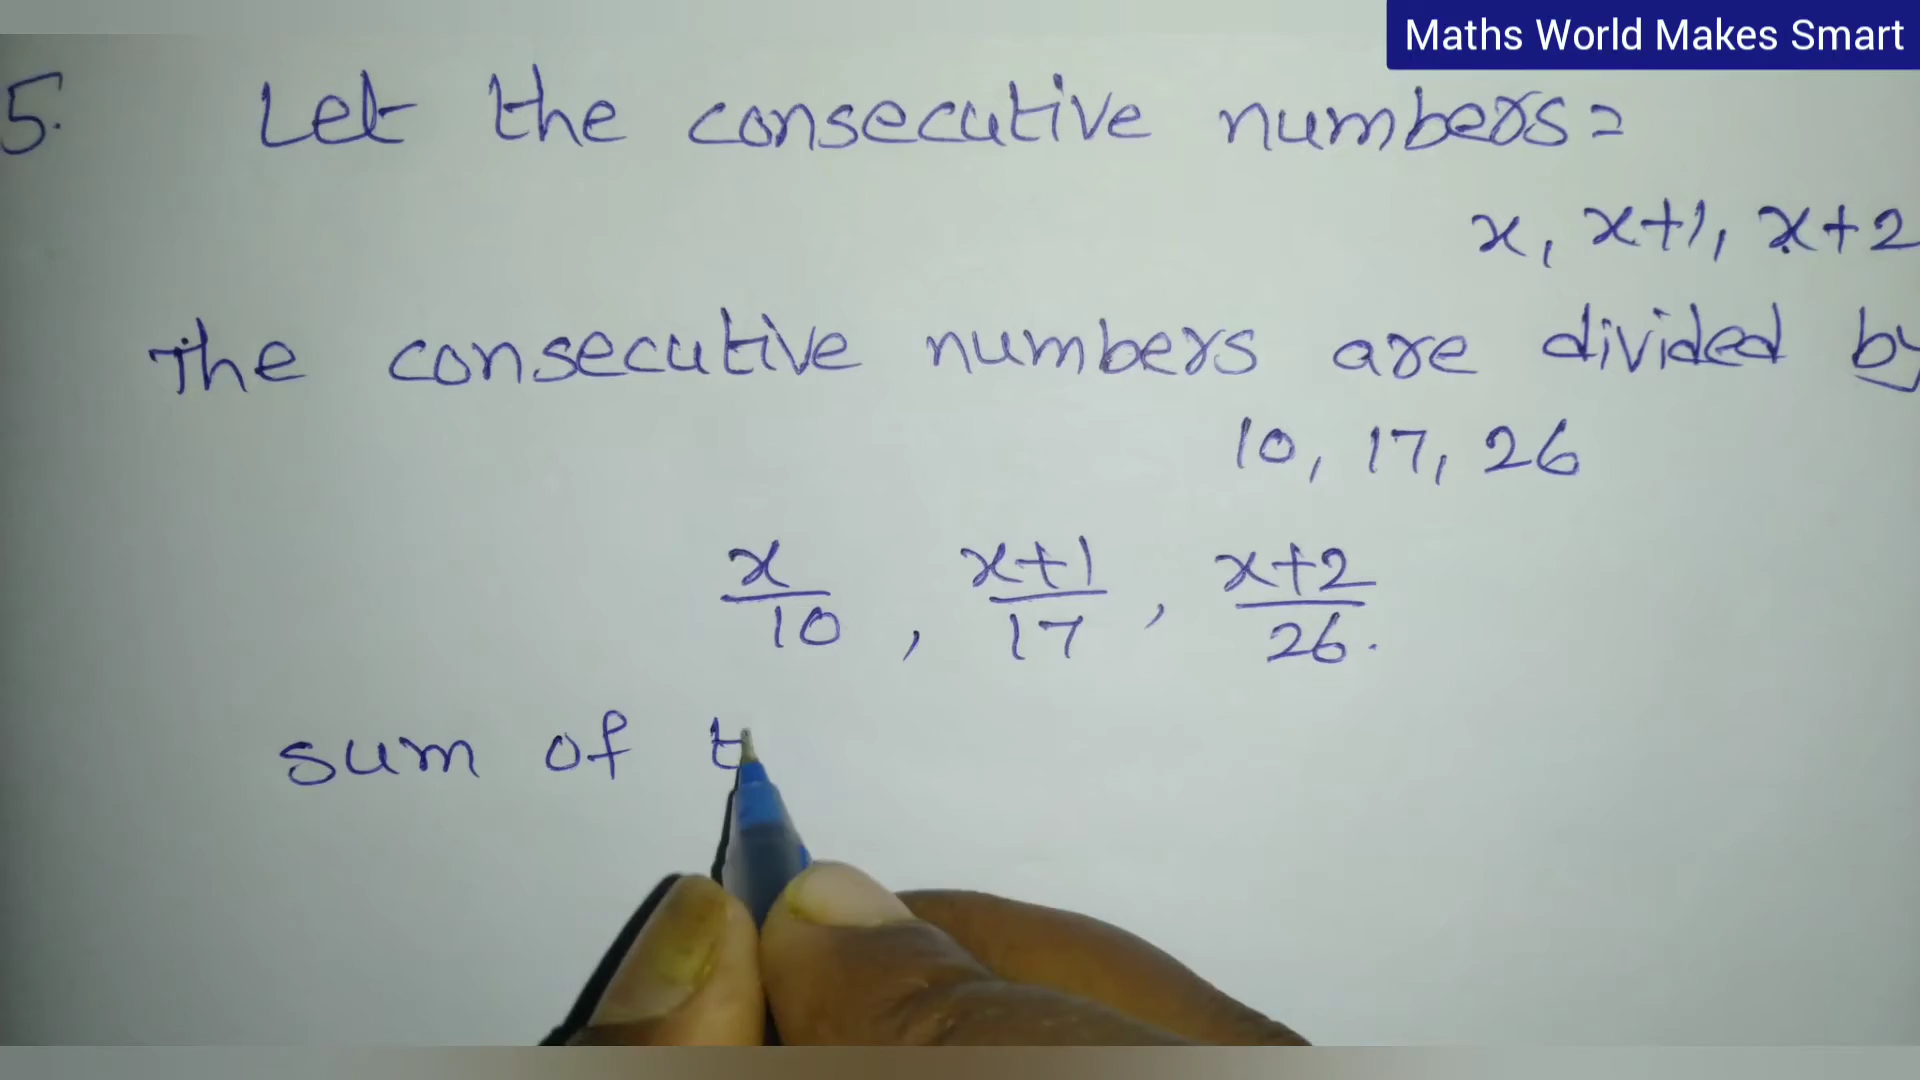 Maths World Makes Smart
5. Let the consecutive numbers=
x, x+1, x+2
The consecutive numbers are divided by
10, 17, 26
x/10, x+1/17, x+2/26.
sum of t